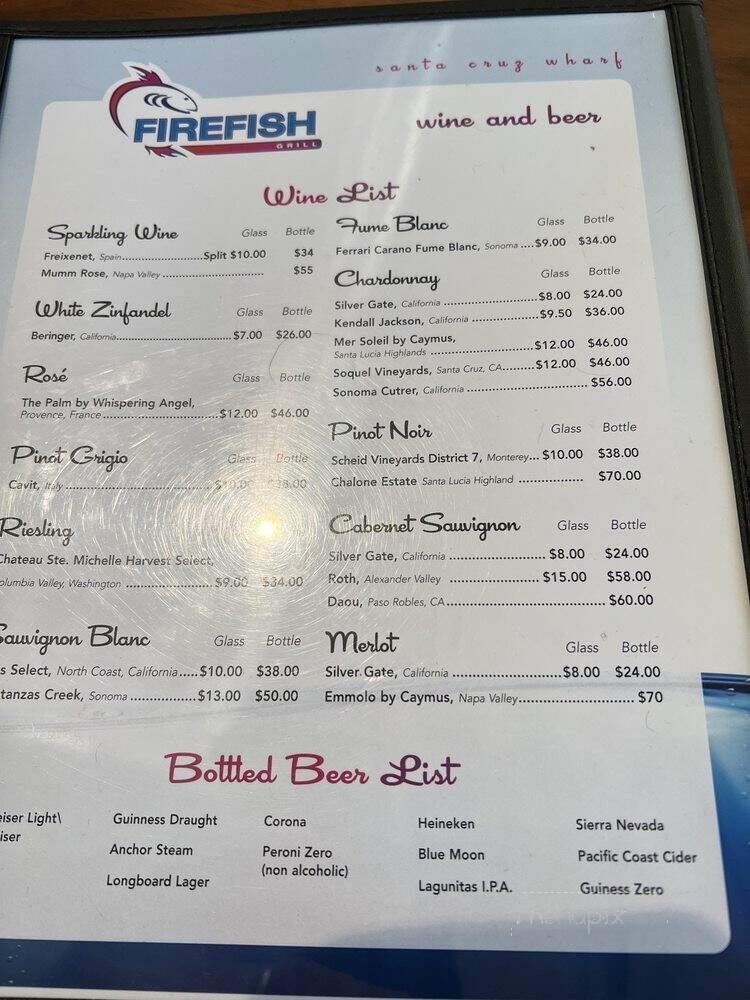 santa cruz wharf
FIREFISH
GRILL
wine and beer
Wine List
Sparkling Wine Glass Bottle
Freixenet, Spain Split $10.00 $34
Mumm Rose, Napa Valley $55
White Zinfandel Glass Bottle
Beringer, California $7.00 $26.00
Rosé Glass Bottle
The Palm by Whispering Angel,
Provence, France $12.00 $46.00
Pinot Grigio Glass Bottle
Cavit, Italy $10.00 $38.00
Riesling
Chateau Ste. Michelle Harvest Select,
olumbia Valley, Washington $9.00 $34.00
Sauvignon Blanc Glass Bottle
s Select, North Coast, California $10.00 $38.00
tanzas Creek, Sonoma $13.00 $50.00
Fume Blanc Glass Bottle
Ferrari Carano Fume Blanc, Sonoma $9.00 $34.00
Chardonnay Glass Bottle
Silver Gate, California $8.00 $24.00
Kendall Jackson, California $9.50 $36.00
Mer Soleil by Caymus,
Santa Lucia Highlands $12.00 $46.00
Soquel Vineyards, Santa Cruz, CA $12.00 $46.00
Sonoma Cutrer, California $56.00
Pinot Noir Glass Bottle
Scheid Vineyards District 7, Monterey $10.00 $38.00
Chalone Estate Santa Lucia Highland $70.00
Cabernet Sauvignon Glass Bottle
Silver Gate, California $8.00 $24.00
Roth, Alexander Valley $15.00 $58.00
Daou, Paso Robles, CA $60.00
Merlot Glass Bottle
Silver Gate, California $8.00 $24.00
Emmolo by Caymus, Napa Valley $70
Botttled Beer List
eiser Light\
iser
Guinness Draught
Anchor Steam
Longboard Lager
Corona
Peroni Zero
(non alcoholic)
Heineken
Blue Moon
Lagunitas I.P.A.
Sierra Nevada
Pacific Coast Cider
Guiness Zero